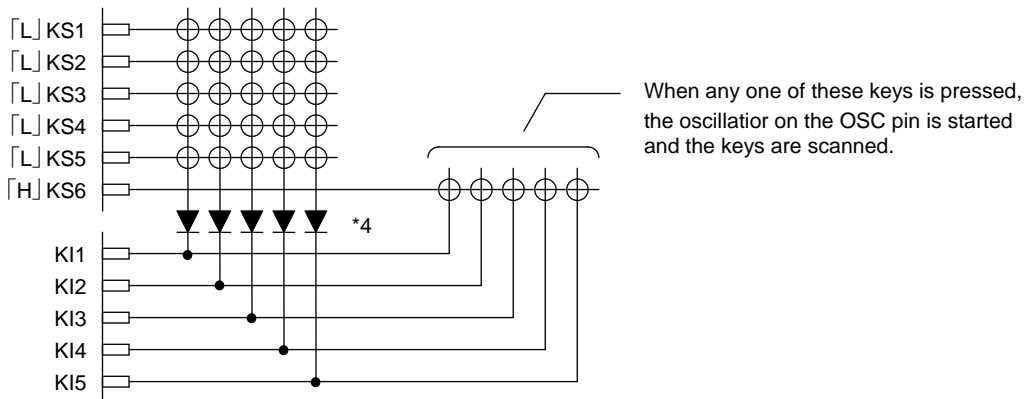 「L」KS1
「L」KS2
「L」KS3
「L」KS4
「L」KS5
「H」KS6
When any one of these keys is pressed,
the oscillatior on the OSC pin is started
and the keys are scanned.
*4
KI1
KI2
KI3
KI4
KI5